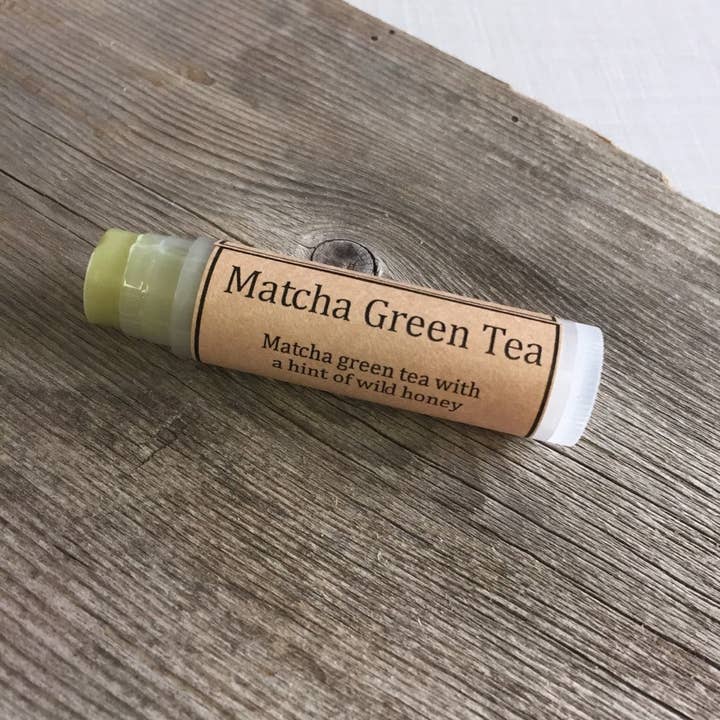 Matcha Green Tea
Matcha green tea with
a hint of wild honey